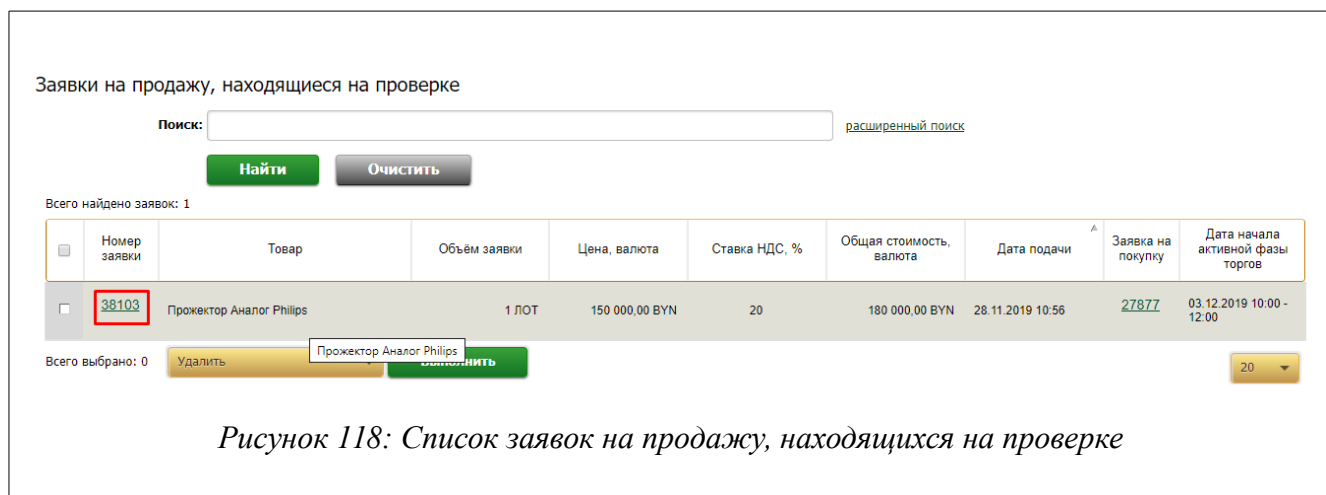 Заявки на продажу, находящиеся на проверке
Поиск:
расширенный поиск
Найти Очистить
Всего найдено заявок: 1
Номер заявки Товар Объём заявки Цена, валюта Ставка НДС, % Общая стоимость, валюта Дата подачи Заявка на покупку Дата начала активной фазы торгов
38103 Прожектор Аналог Philips 1 ЛОТ 150 000,00 BYN 20 180 000,00 BYN 28.11.2019 10:56 27877 03.12.2019 10:00 - 12:00
Прожектор Аналог Philips
Всего выбрано: 0 Удалить Выполнить 20
Рисунок 118: Список заявок на продажу, находящихся на проверке